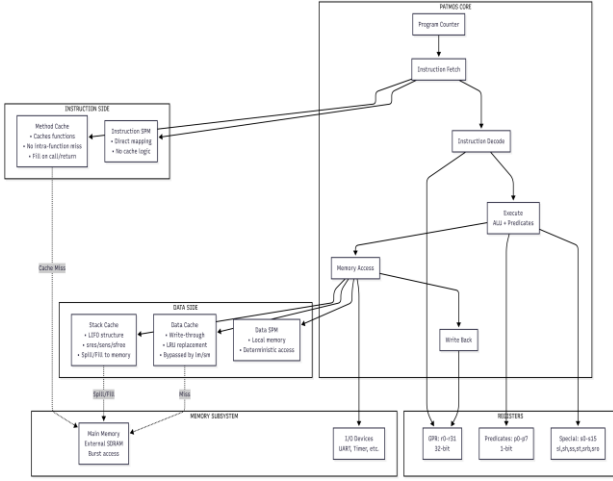 PATMOS CORE
Program Counter
Instruction Fetch
INSTRUCTION SIDE
Method Cache
• Caches functions
• No intra-function miss
• Fill on call/return
Instruction SPM
• Direct mapping
• No cache logic
Instruction Decode
Execute
ALU + Predicates
Cache Miss
Memory Access
DATA SIDE
Stack Cache
• LIFO structure
• sres/sens/sfree
• Spill/Fill to memory
Data Cache
• Write-through
• LRU replacement
• Bypassed by lm/sm
Data SPM
• Local memory
• Deterministic access
Write Back
Spill/Fill
Miss
MEMORY SUBSYSTEM
Main Memory
External SDRAM
Burst access
I/O Devices
UART, Timer, etc.
REGISTERS
GPR: r0-r31
32-bit
Predicates: p0-p7
1-bit
Special: s0-s15
sl,sh,ss,st,srb,sro